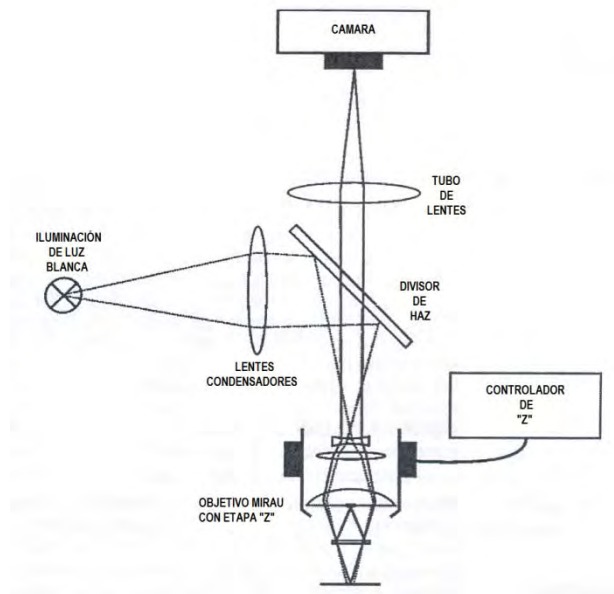 CAMARA
TUBO
DE
LENTES
ILUMINACIÓN
DE LUZ
BLANCA
DIVISOR
DE
HAZ
LENTES
CONDENSADORES
CONTROLADOR
DE
"Z"
OBJETIVO MIRAU
CON ETAPA "Z"